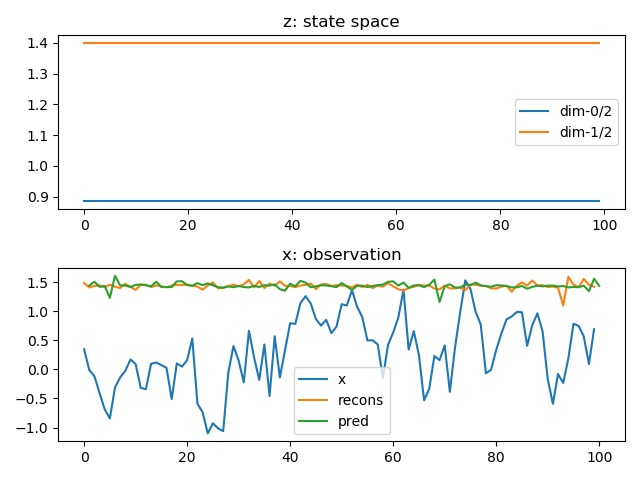 z: state space
1.4
1.3
1.2
1.1
1.0
0.9
dim-0/2
dim-1/2
0 20 40 60 80 100
x: observation
1.5
1.0
0.5
0.0
−0.5
−1.0
x
recons
pred
0 20 40 60 80 100